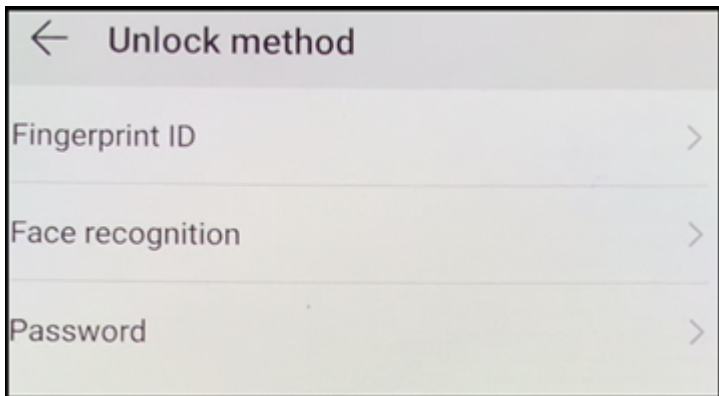 Unlock method
Fingerprint ID
Face recognition
Password